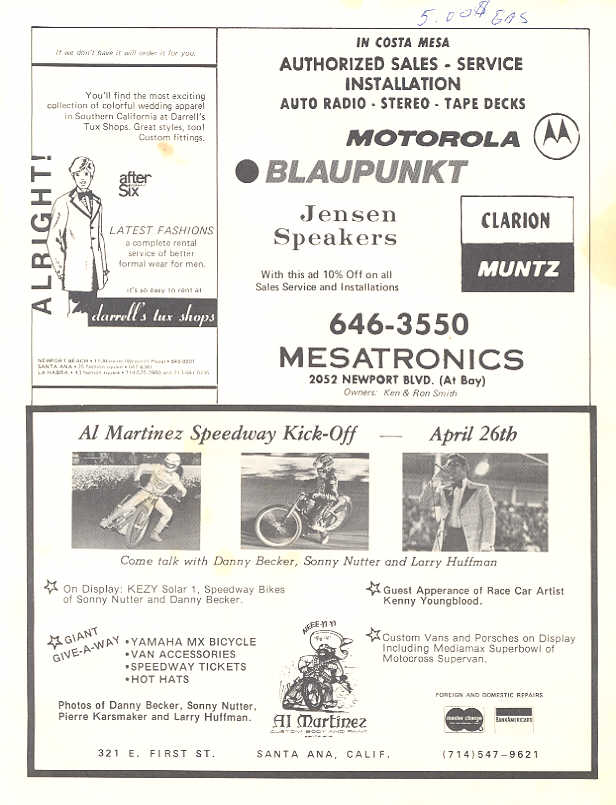 5.00$ GAS
If we don't have it will order it for you.
You'll find the most exciting
collection of colorful wedding apparel
in Southern California at Darrell's
Tux Shops. Great styles, too!
Custom fittings.
ALRIGHT!
after
Six
LATEST FASHIONS
a complete rental
service of better
formal wear for men.
it's so easy to rent at
darrell's tux shops
NEWPORT BEACH
SANTA ANA
LA HABRA
IN COSTA MESA
AUTHORIZED SALES - SERVICE
INSTALLATION
AUTO RADIO - STEREO - TAPE DECKS
MOTOROLA
BLAUPUNKT
Jensen
Speakers
CLARION
MUNTZ
With this ad 10% Off on all
Sales Service and Installations
646-3550
MESATRONICS
2052 NEWPORT BLVD. (At Bay)
Owners: Ken & Ron Smith
Al Martinez Speedway Kick-Off — April 26th
Come talk with Danny Becker, Sonny Nutter and Larry Huffman
On Display: KEZY Solar 1, Speedway Bikes
of Sonny Nutter and Danny Becker.
GIANT
GIVE-A-WAY
• YAMAHA MX BICYCLE
• VAN ACCESSORIES
• SPEEDWAY TICKETS
• HOT HATS
Photos of Danny Becker, Sonny Nutter,
Pierre Karsmaker and Larry Huffman.
Al Martinez
CUSTOM BODY AND PAINT
Guest Apperance of Race Car Artist
Kenny Youngblood.
Custom Vans and Porsches on Display
Including Mediamax Superbowl of
Motocross Supervan.
FOREIGN AND DOMESTIC REPAIRS
master charge
BANKAMERICARD
321 E. FIRST ST. SANTA ANA, CALIF. (714)547-9621